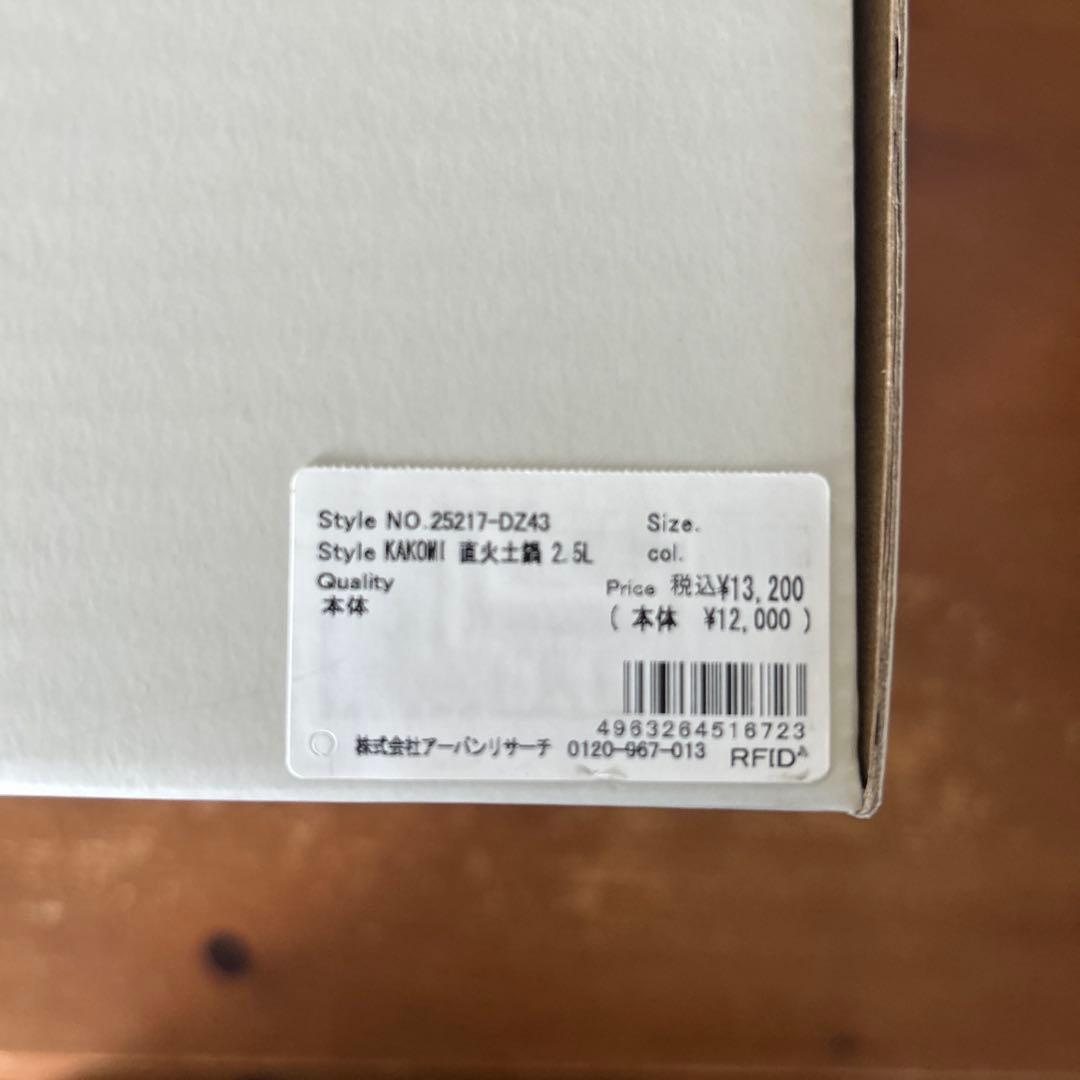 Style NO.25217-DZ43 Size.
Style KAKOMI 直火土鍋 2.5L col.
Quality Price 税込¥13,200
本体 ( 本体 ¥12,000 )
4963264516723
株式会社アーバンリサーチ 0120-967-013 RFID